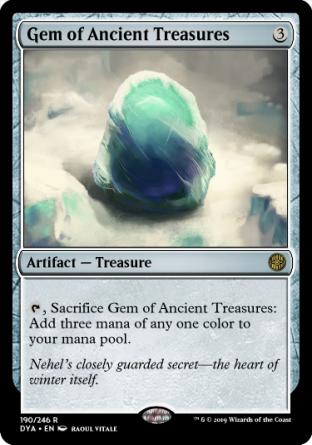 Gem of Ancient Treasures 3
Artifact — Treasure
, Sacrifice Gem of Ancient Treasures:
Add three mana of any one color to
your mana pool.
Nehel's closely guarded secret—the heart of
winter itself.
190/246 R
DYA • EN RAOUL VITALE
™ & © 2019 Wizards of the Coast